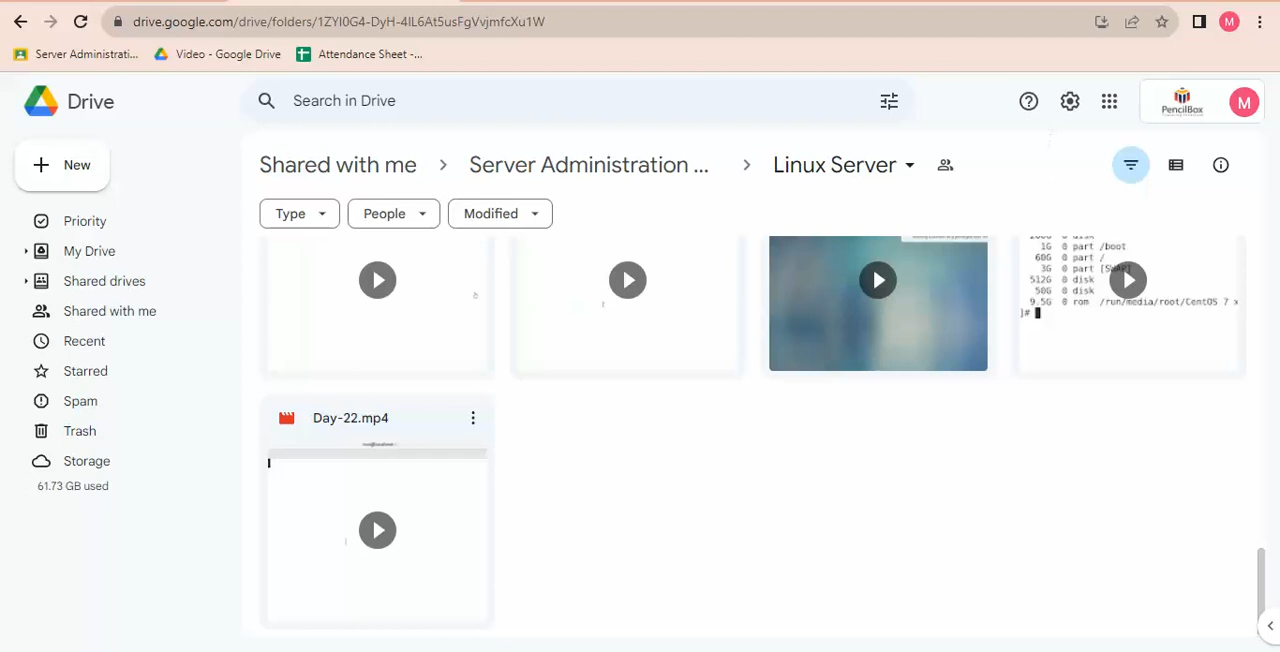 drive.google.com/drive/folders/1ZYI0G4-DyH-4IL6At5usFgVvjmfcXu1W
M
Server Administrati...
Video - Google Drive
Attendance Sheet -...
Drive
Search in Drive
PencilBox
M
New
Shared with me > Server Administration ... > Linux Server
Type
People
Modified
Priority
My Drive
Shared drives
Shared with me
Recent
Starred
Spam
Trash
Storage
61.73 GB used
200G 0 disk
1G 0 part /boot
60G 0 part /
3G 0 part [SWAP]
512G 0 disk
50G 0 disk
9.5G 0 rom /run/media/root/CentOS 7 x
]#
Day-22.mp4